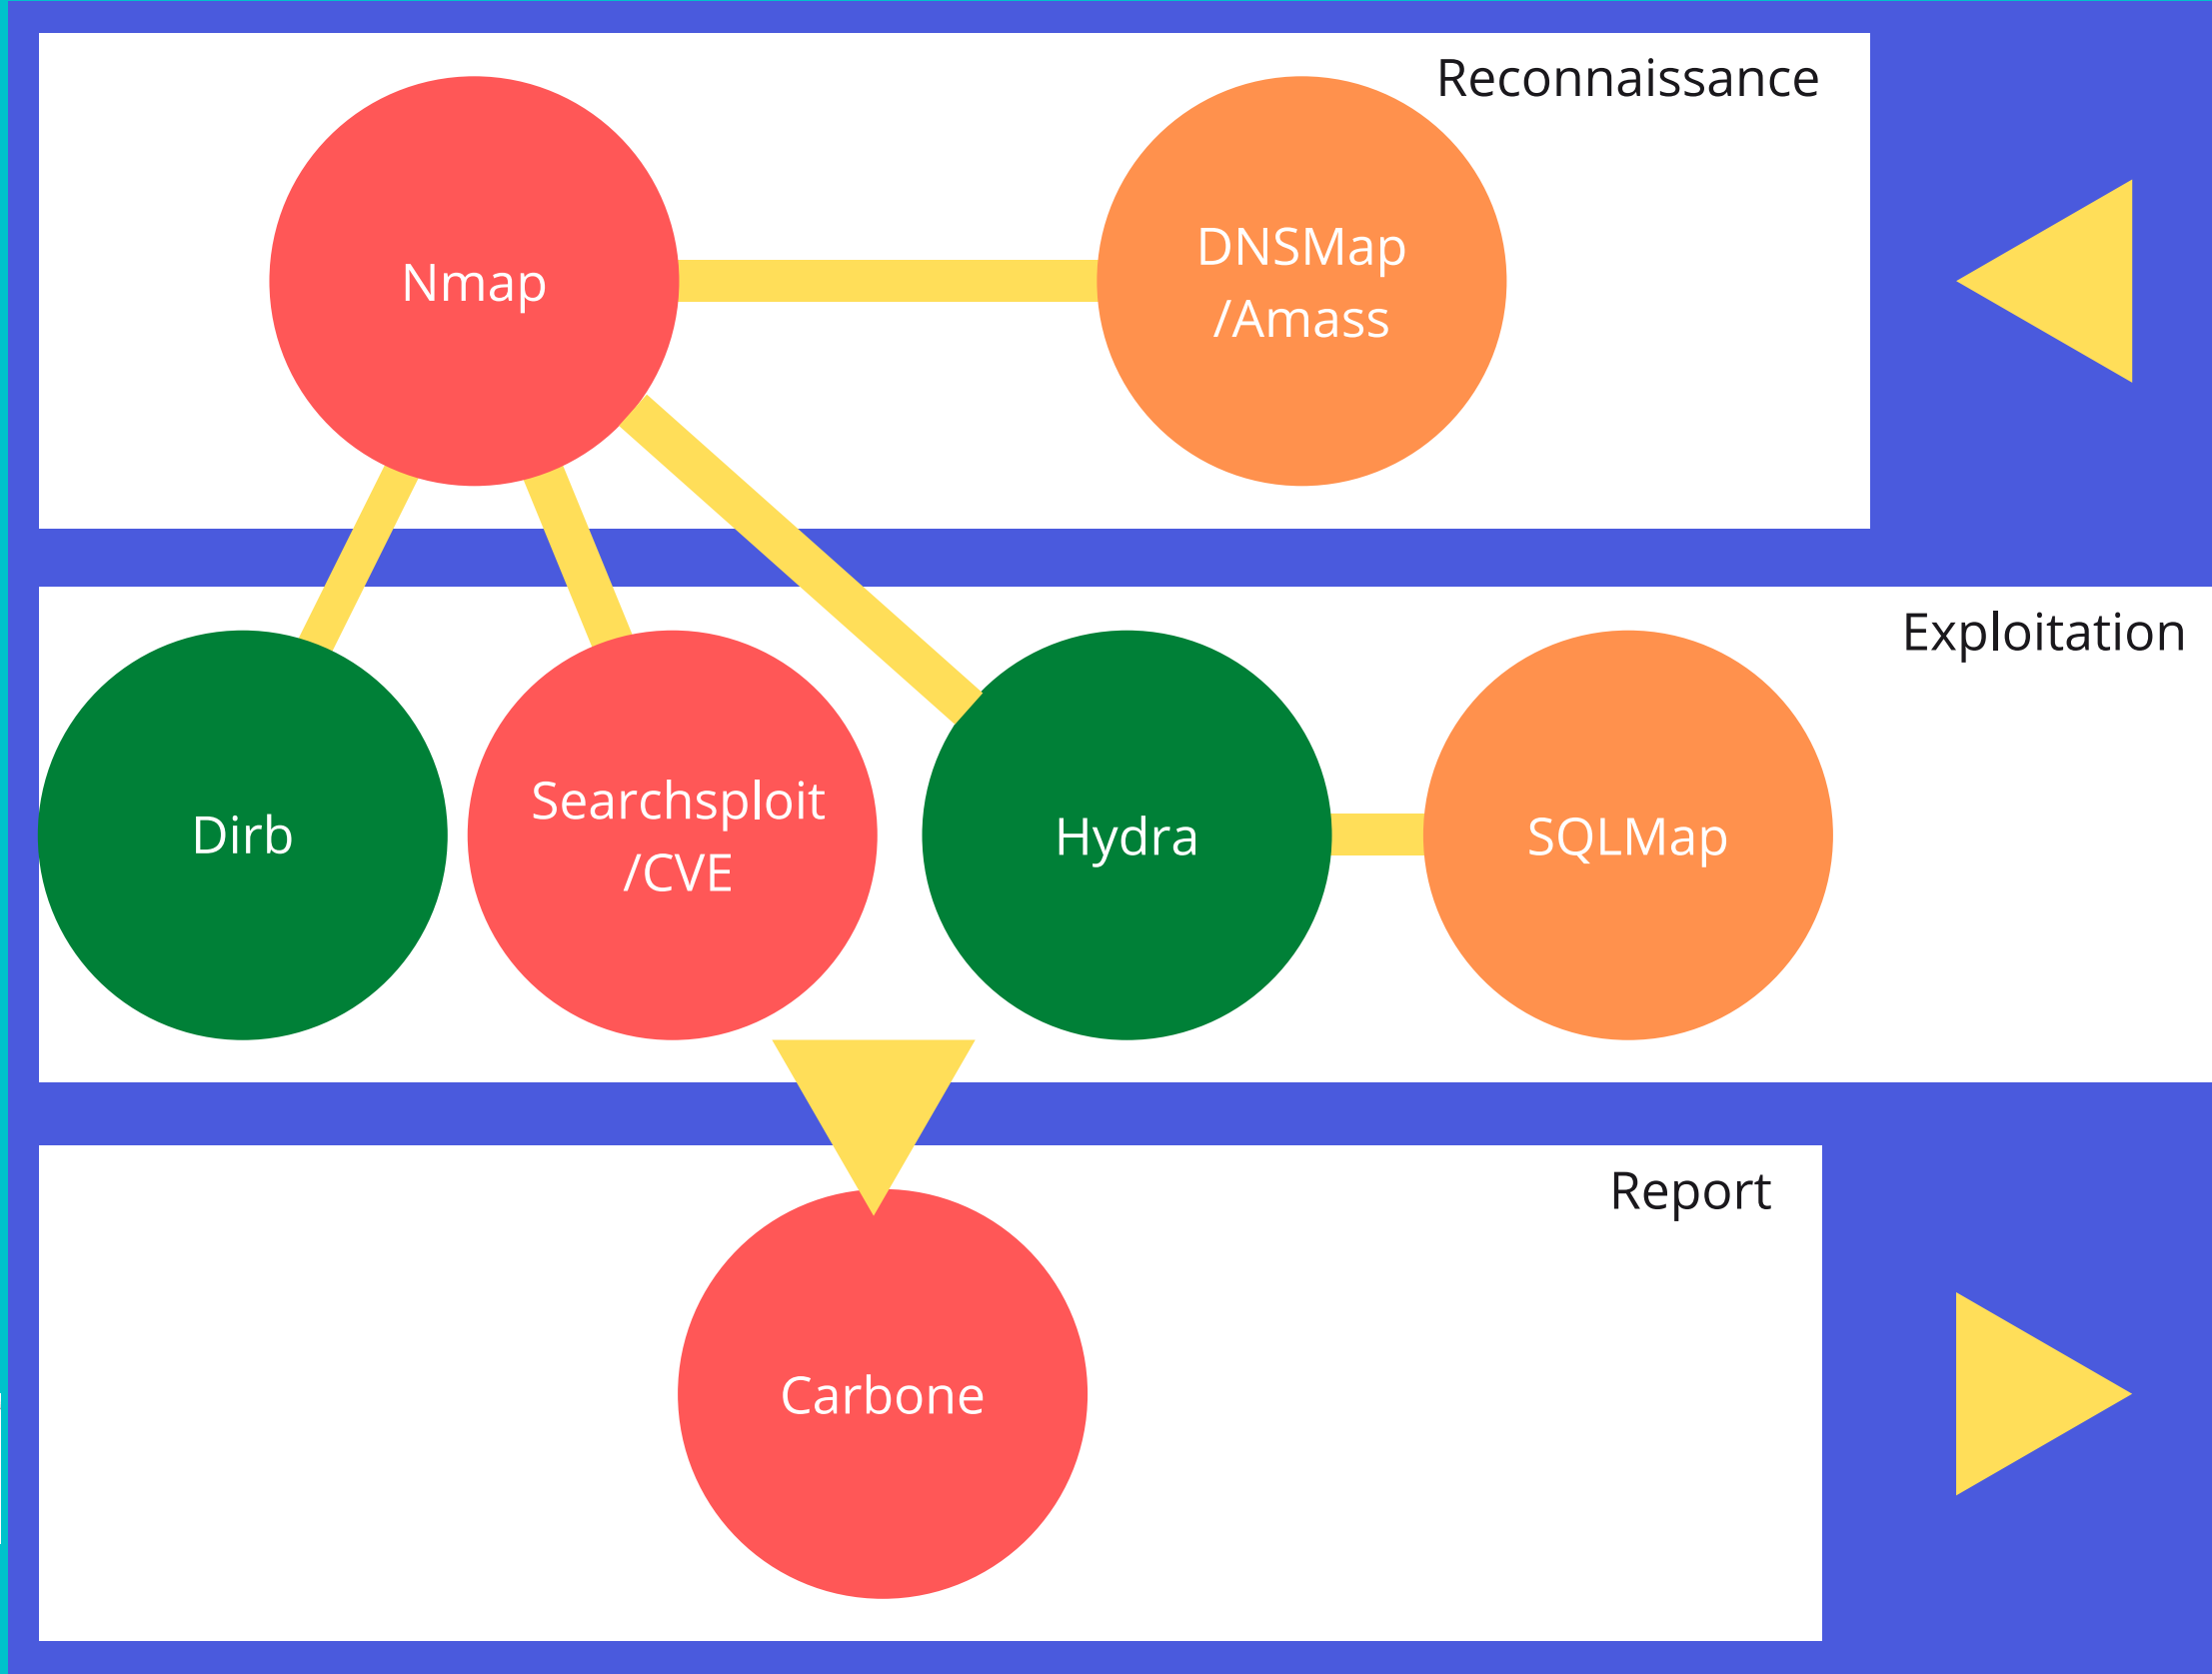 Reconnaissance
Nmap
DNSMap
/Amass
Exploitation
Dirb
Searchsploit
/CVE
Hydra
SQLMap
Report
Carbone